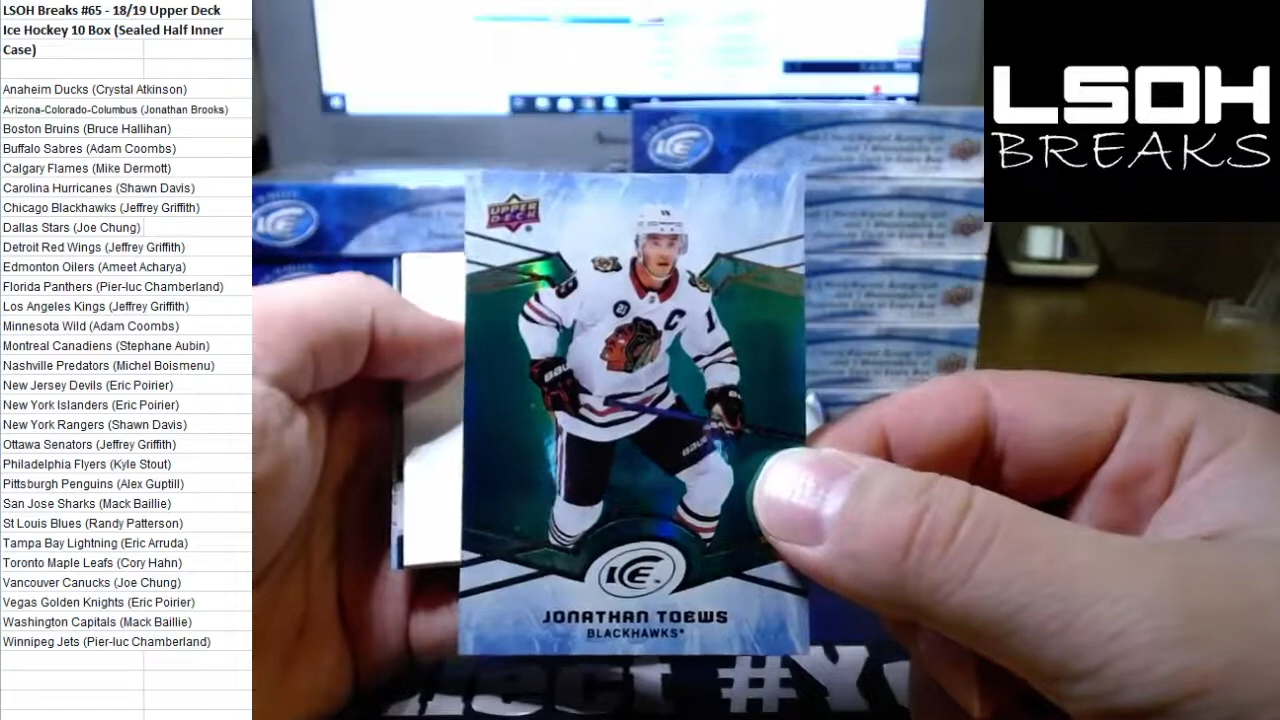 LSOH Breaks #65 - 18/19 Upper Deck
Ice Hockey 10 Box (Sealed Half Inner
Case)
Anaheim Ducks (Crystal Atkinson)
Arizona-Colorado-Columbus (Jonathan Brooks)
Boston Bruins (Bruce Hallihan)
Buffalo Sabres (Adam Coombs)
Calgary Flames (Mike Dermott)
Carolina Hurricanes (Shawn Davis)
Chicago Blackhawks (Jeffrey Griffith)
Dallas Stars (Joe Chung)
Detroit Red Wings (Jeffrey Griffith)
Edmonton Oilers (Ameet Acharya)
Florida Panthers (Pier-luc Chamberland)
Los Angeles Kings (Jeffrey Griffith)
Minnesota Wild (Adam Coombs)
Montreal Canadiens (Stephane Aubin)
Nashville Predators (Michel Boismenu)
New Jersey Devils (Eric Poirier)
New York Islanders (Eric Poirier)
New York Rangers (Shawn Davis)
Ottawa Senators (Jeffrey Griffith)
Philadelphia Flyers (Kyle Stout)
Pittsburgh Penguins (Alex Guptill)
San Jose Sharks (Mack Baillie)
St Louis Blues (Randy Patterson)
Tampa Bay Lightning (Eric Arruda)
Toronto Maple Leafs (Cory Hahn)
Vancouver Canucks (Joe Chung)
Vegas Golden Knights (Eric Poirier)
Washington Capitals (Mack Baillie)
Winnipeg Jets (Pier-luc Chamberland)
LSOH
BREAKS
ICE
ICE
UPPER
DECK
C
ICE
JONATHAN TOEWS
BLACKHAWKS